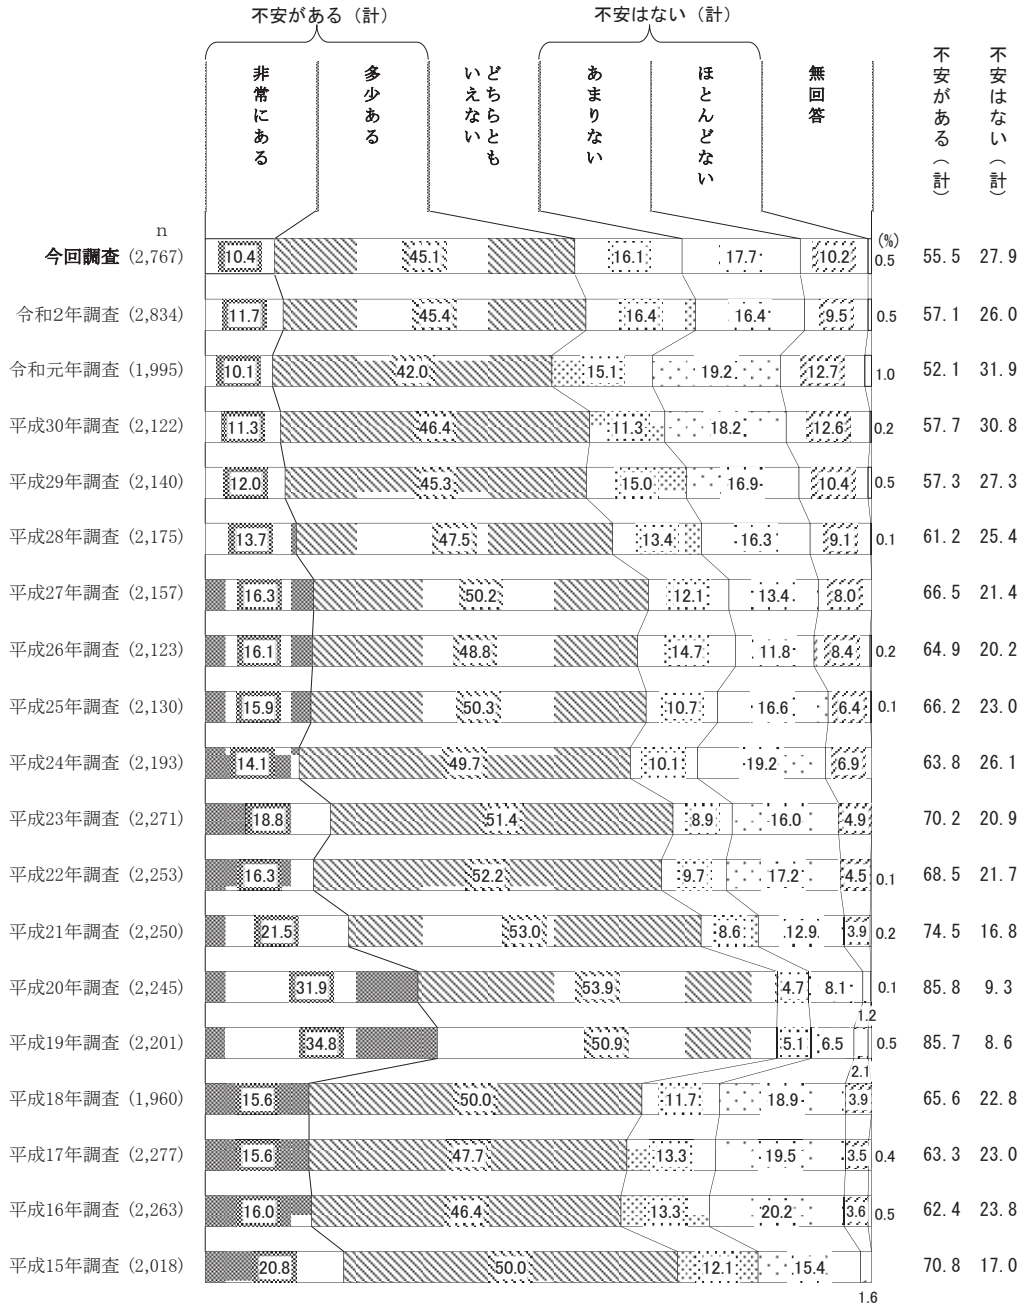 不安がある（計）
不安はない（計）
非常にある
多少ある
どちらとも
いえない
あまりない
ほとんどない
無回答
不安がある（計）
不安はない（計）
n
(%)
今回調査 (2,767) 10.4 45.1 16.1 17.7 10.2 0.5 55.5 27.9
令和2年調査 (2,834) 11.7 45.4 16.4 16.4 9.5 0.5 57.1 26.0
令和元年調査 (1,995) 10.1 42.0 15.1 19.2 12.7 1.0 52.1 31.9
平成30年調査 (2,122) 11.3 46.4 11.3 18.2 12.6 0.2 57.7 30.8
平成29年調査 (2,140) 12.0 45.3 15.0 16.9 10.4 0.5 57.3 27.3
平成28年調査 (2,175) 13.7 47.5 13.4 16.3 9.1 0.1 61.2 25.4
平成27年調査 (2,157) 16.3 50.2 12.1 13.4 8.0 66.5 21.4
平成26年調査 (2,123) 16.1 48.8 14.7 11.8 8.4 0.2 64.9 20.2
平成25年調査 (2,130) 15.9 50.3 10.7 16.6 6.4 0.1 66.2 23.0
平成24年調査 (2,193) 14.1 49.7 10.1 19.2 6.9 63.8 26.1
平成23年調査 (2,271) 18.8 51.4 8.9 16.0 4.9 70.2 20.9
平成22年調査 (2,253) 16.3 52.2 9.7 17.2 4.5 0.1 68.5 21.7
平成21年調査 (2,250) 21.5 53.0 8.6 12.9 3.9 0.2 74.5 16.8
平成20年調査 (2,245) 31.9 53.9 4.7 8.1 0.1 85.8 9.3
1.2
平成19年調査 (2,201) 34.8 50.9 5.1 6.5 0.5 85.7 8.6
2.1
平成18年調査 (1,960) 15.6 50.0 11.7 18.9 3.9 65.6 22.8
平成17年調査 (2,277) 15.6 47.7 13.3 19.5 3.5 0.4 63.3 23.0
平成16年調査 (2,263) 16.0 46.4 13.3 20.2 3.6 0.5 62.4 23.8
平成15年調査 (2,018) 20.8 50.0 12.1 15.4 70.8 17.0
1.6